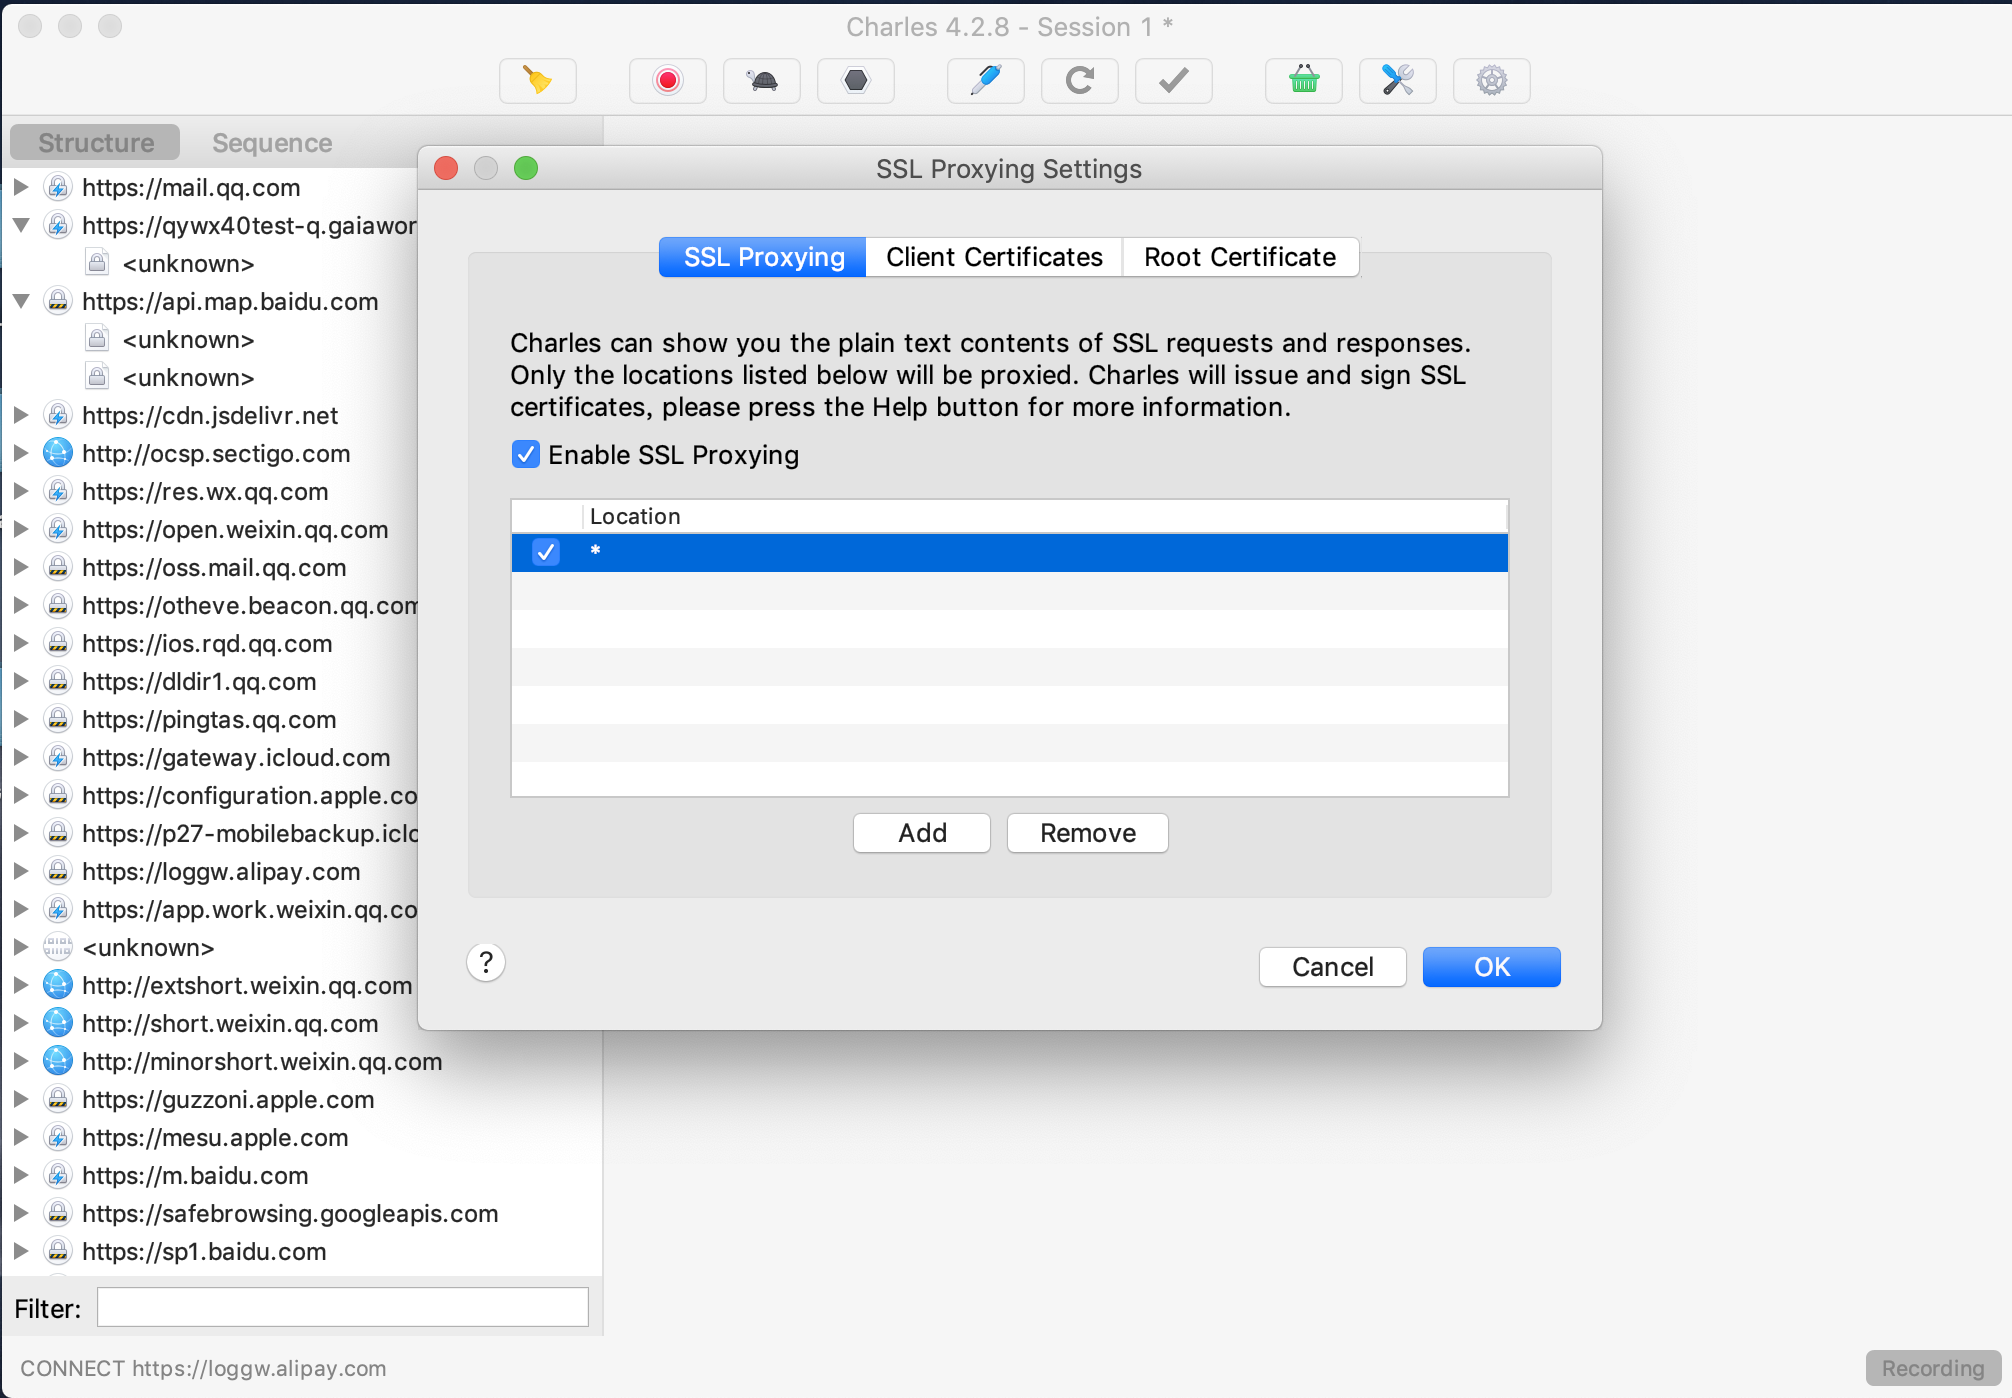 Charles 4.2.8 - Session 1 *
Structure
Sequence
https://mail.qq.com
https://qywx40test-q.gaiawor
<unknown>
https://api.map.baidu.com
<unknown>
<unknown>
https://cdn.jsdelivr.net
http://ocsp.sectigo.com
https://res.wx.qq.com
https://open.weixin.qq.com
https://oss.mail.qq.com
https://otheve.beacon.qq.com
https://ios.rqd.qq.com
https://dldir1.qq.com
https://pingtas.qq.com
https://gateway.icloud.com
https://configuration.apple.co
https://p27-mobilebackup.iclo
https://loggw.alipay.com
https://app.work.weixin.qq.co
<unknown>
http://extshort.weixin.qq.com
http://short.weixin.qq.com
http://minorshort.weixin.qq.com
https://guzzoni.apple.com
https://mesu.apple.com
https://m.baidu.com
https://safebrowsing.googleapis.com
https://sp1.baidu.com
Filter:
CONNECT https://loggw.alipay.com
Recording
SSL Proxying Settings
SSL Proxying
Client Certificates
Root Certificate
Charles can show you the plain text contents of SSL requests and responses.
Only the locations listed below will be proxied. Charles will issue and sign SSL
certificates, please press the Help button for more information.
Enable SSL Proxying
Location
*
Add
Remove
?
Cancel
OK